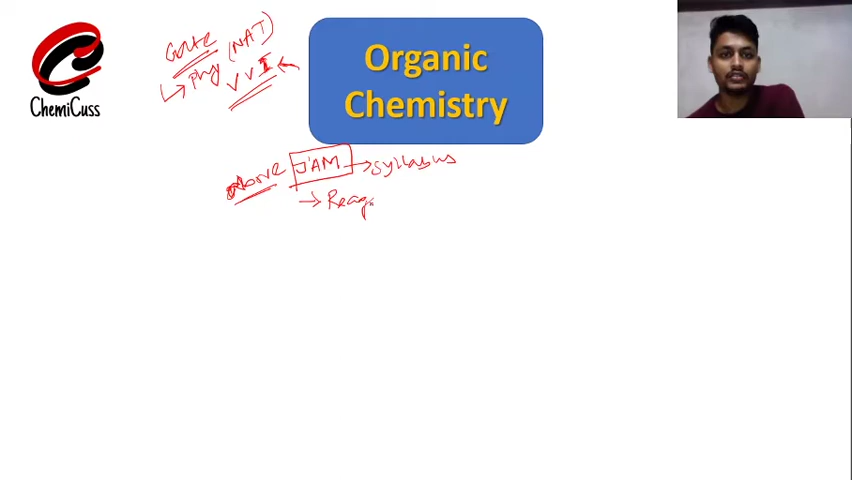 ChemiCuss
Gate
Phy (NAT)
VVI
Organic
Chemistry
above JAM → syllabus
→ Reag